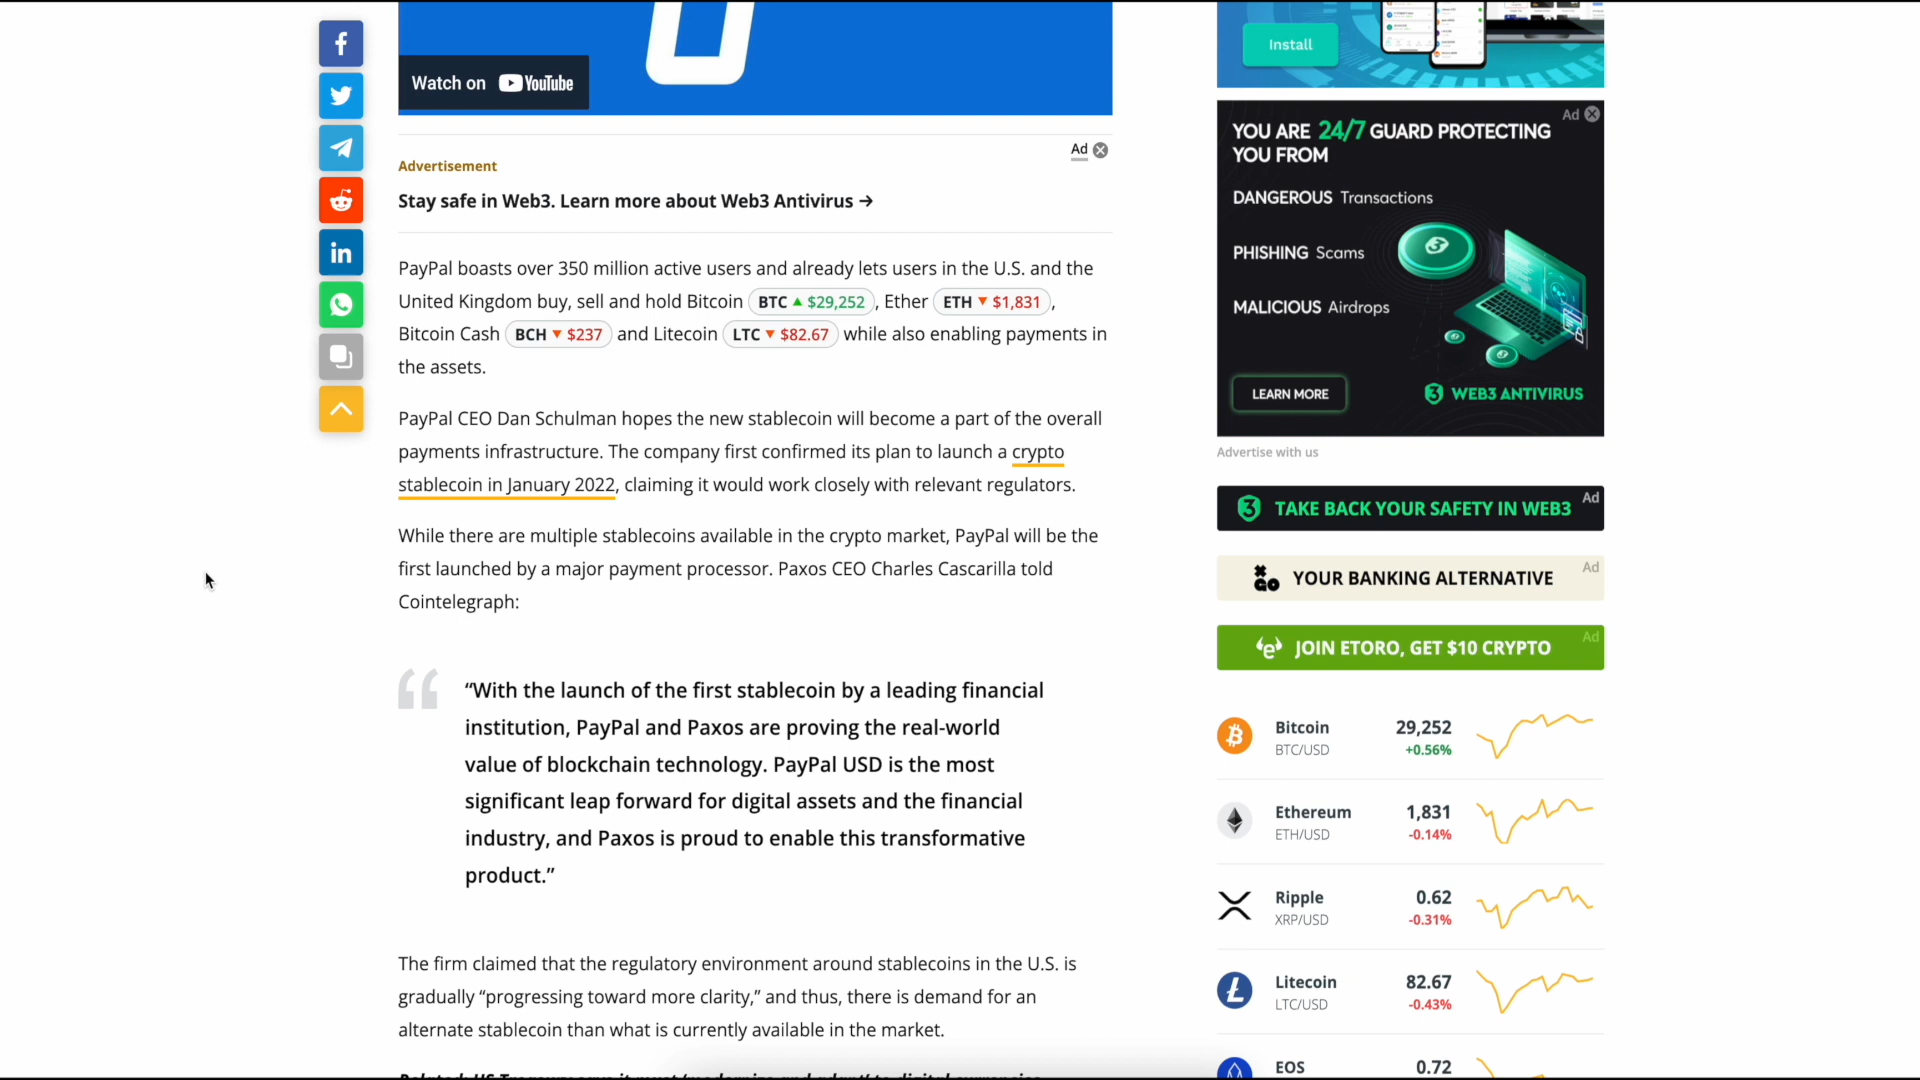 Watch on YouTube
Install
Ad
Advertisement
Stay safe in Web3. Learn more about Web3 Antivirus →
PayPal boasts over 350 million active users and already lets users in the U.S. and the
United Kingdom buy, sell and hold Bitcoin BTC ▲ $29,252 , Ether ETH ▼ $1,831 ,
Bitcoin Cash BCH ▼ $237 and Litecoin LTC ▼ $82.67 while also enabling payments in
the assets.
PayPal CEO Dan Schulman hopes the new stablecoin will become a part of the overall
payments infrastructure. The company first confirmed its plan to launch a crypto
stablecoin in January 2022, claiming it would work closely with relevant regulators.
While there are multiple stablecoins available in the crypto market, PayPal will be the
first launched by a major payment processor. Paxos CEO Charles Cascarilla told
Cointelegraph:
“With the launch of the first stablecoin by a leading financial
institution, PayPal and Paxos are proving the real-world
value of blockchain technology. PayPal USD is the most
significant leap forward for digital assets and the financial
industry, and Paxos is proud to enable this transformative
product.”
The firm claimed that the regulatory environment around stablecoins in the U.S. is
gradually “progressing toward more clarity,” and thus, there is demand for an
alternate stablecoin than what is currently available in the market.
Ad
YOU ARE 24/7 GUARD PROTECTING
YOU FROM
DANGEROUS Transactions
PHISHING Scams
MALICIOUS Airdrops
LEARN MORE
WEB3 ANTIVIRUS
Advertise with us
TAKE BACK YOUR SAFETY IN WEB3 Ad
XGO YOUR BANKING ALTERNATIVE Ad
JOIN ETORO, GET $10 CRYPTO Ad
Bitcoin 29,252
BTC/USD +0.56%
Ethereum 1,831
ETH/USD -0.14%
Ripple 0.62
XRP/USD -0.31%
Litecoin 82.67
LTC/USD -0.43%
EOS 0.72